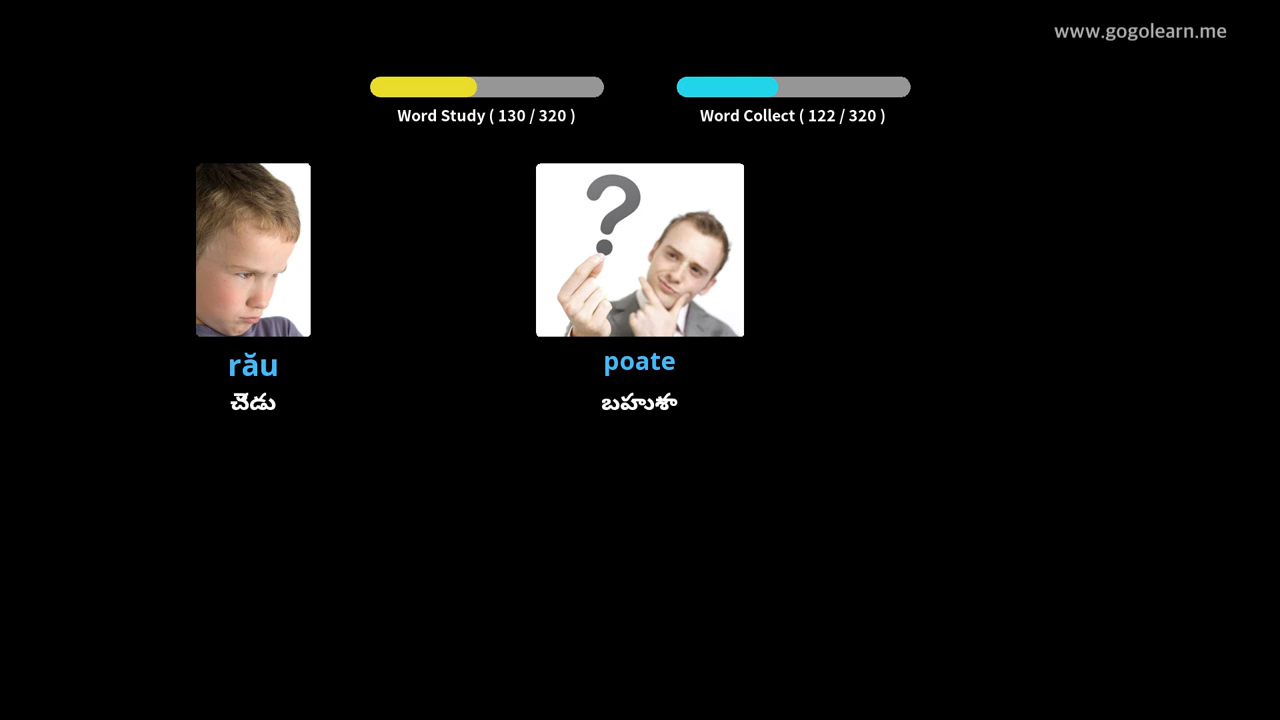 www.gogolearn.me
Word Study ( 130 / 320 )
Word Collect ( 122 / 320 )
rău
చెడు
poate
బహుశా